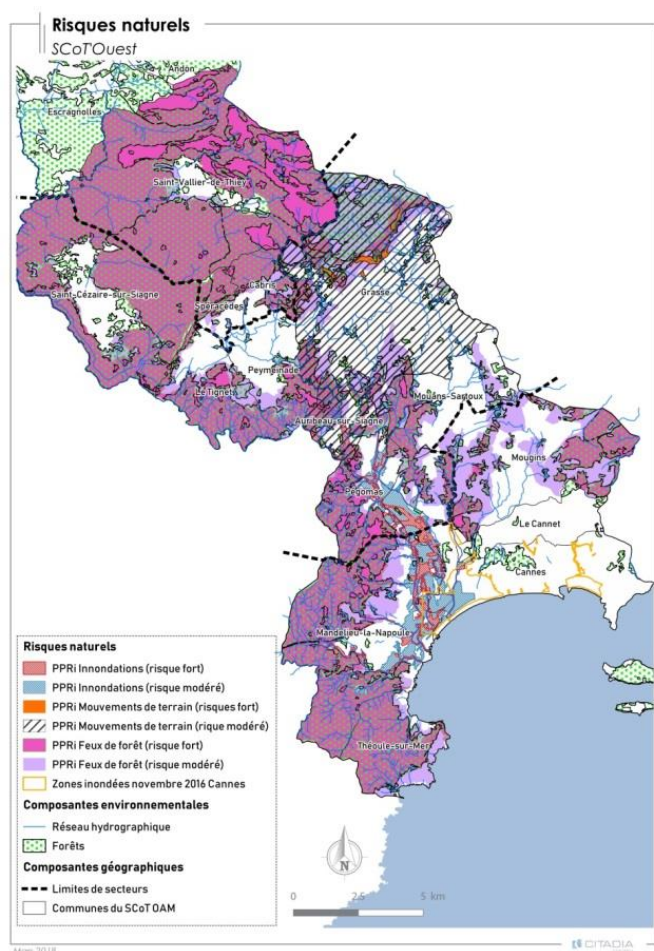 Risques naturels
SCoT'Ouest
Andon
Escragnolles
Saint-Vallier-de-Thiey
Saint-Cézaire-sur-Siagne
Cabris
Spéracèdes
Grasse
Peymeinade
Le Tignet
Mouans-Sartoux
Auribeau-sur-Siagne
Mougins
Pégomas
Le Cannet
Cannes
Mandelieu-la-Napoule
Théoule-sur-Mer
Risques naturels
PPRi Innondations (risque fort)
PPRi Innondations (risque modéré)
PPRi Mouvements de terrain (risques fort)
PPRi Mouvements de terrain (rique modéré)
PPRi Feux de forêt (risque fort)
PPRi Feux de forêt (risque modéré)
Zones inondées novembre 2016 Cannes
Composantes environnementales
Réseau hydrographique
Forêts
Composantes géographiques
Limites de secteurs
Communes du SCoT OAM
N
0 2.5 5 km
CITADIA